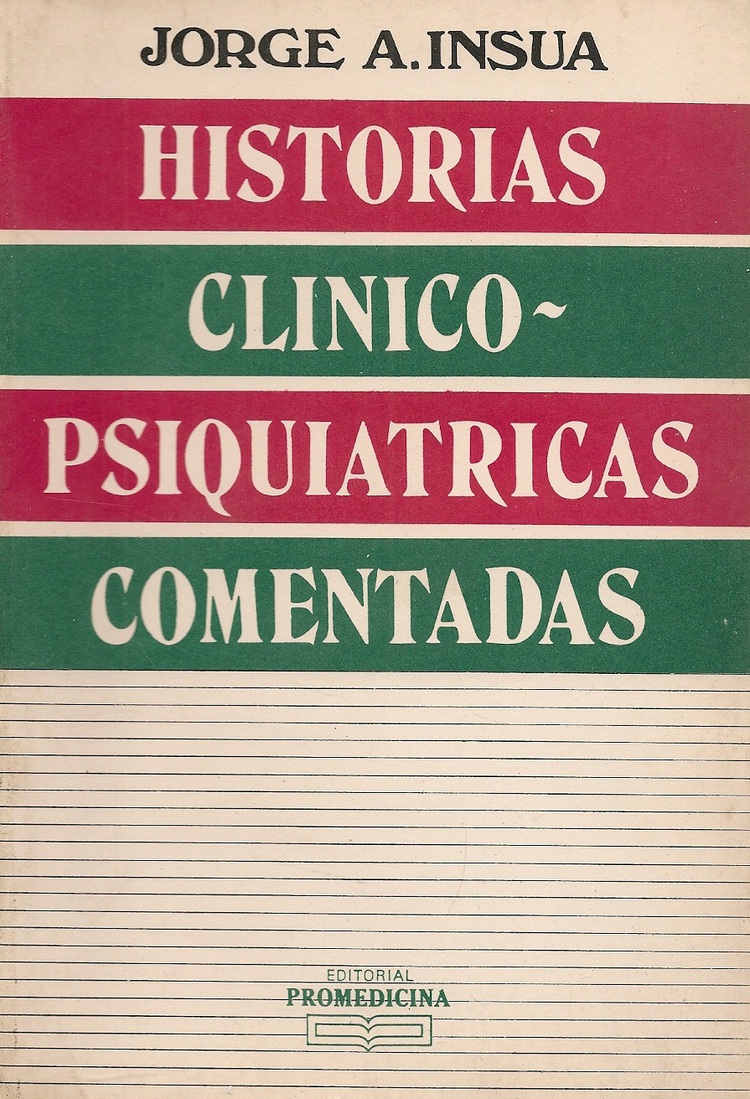 JORGE A. INSUA
HISTORIAS
CLINICO-
PSIQUIATRICAS
COMENTADAS
EDITORIAL
PROMEDICINA